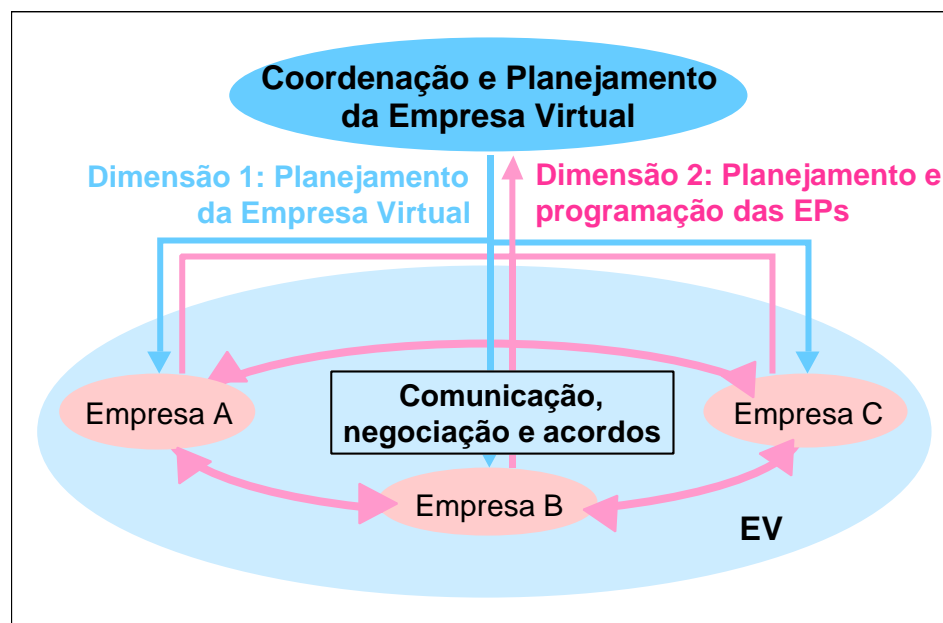 Coordenação e Planejamento
da Empresa Virtual
Dimensão 1: Planejamento
da Empresa Virtual
Dimensão 2: Planejamento e
programação das EPs
Empresa A
Comunicação,
negociação e acordos
Empresa C
Empresa B
EV